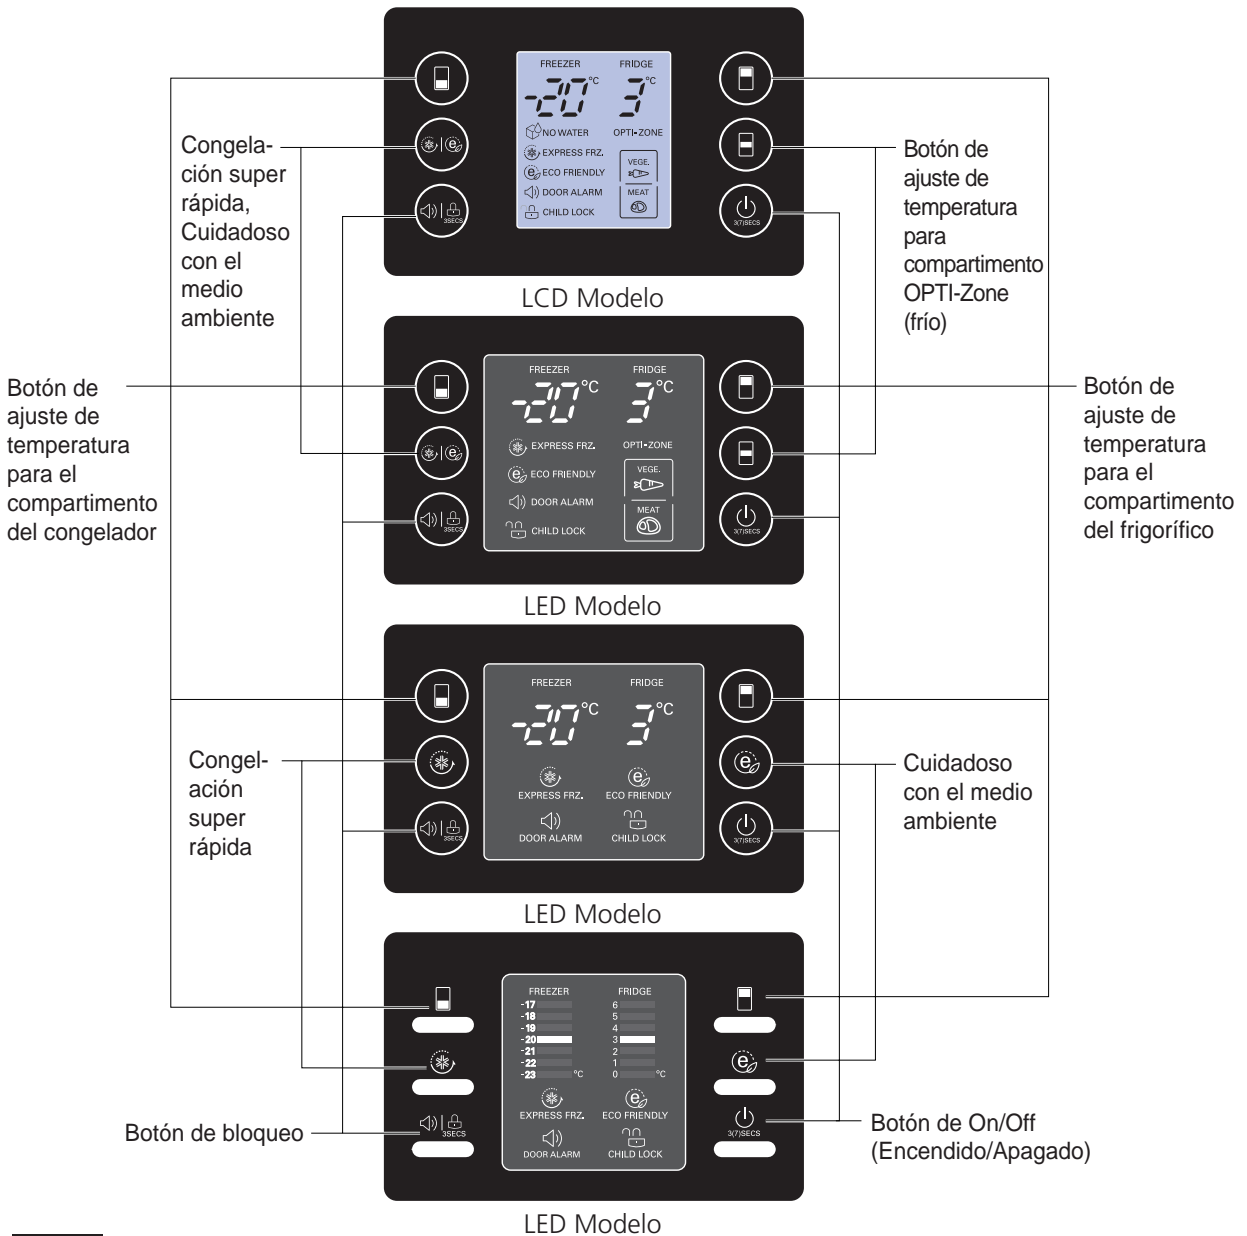 FREEZER FRIDGE
-20 °C 3 °C
NO WATER OPTI-ZONE
EXPRESS FRZ.
VEGE.
ECO FRIENDLY
DOOR ALARM MEAT
CHILD LOCK
3SECS
3(7)SECS
LCD Modelo
Congela-
ción super
rápida,
Cuidadoso
con el
medio
ambiente
Botón de
ajuste de
temperatura
para
compartimento
OPTI-Zone
(frío)
FREEZER FRIDGE
-20 °C 3 °C
EXPRESS FRZ. OPTI-ZONE
ECO FRIENDLY VEGE.
DOOR ALARM MEAT
CHILD LOCK
3SECS
3(7)SECS
LED Modelo
Botón de
ajuste de
temperatura
para el
compartimento
del congelador
Botón de
ajuste de
temperatura
para el
compartimento
del frigorífico
FREEZER FRIDGE
-20 °C 3 °C
EXPRESS FRZ. ECO FRIENDLY
DOOR ALARM CHILD LOCK
3SECS
3(7)SECS
LED Modelo
Congel-
ación
super
rápida
Cuidadoso
con el medio
ambiente
FREEZER FRIDGE
-17 6
-18 5
-19 4
-20 3
-21 2
-22 1
-23 °C 0 °C
EXPRESS FRZ. ECO FRIENDLY
DOOR ALARM CHILD LOCK
3SECS
3(7)SECS
Botón de bloqueo
Botón de On/Off
(Encendido/Apagado)
LED Modelo